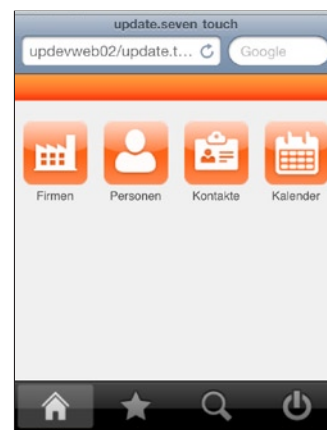 update.seven touch
updevweb02/update.t...
Google
Firmen Personen Kontakte Kalender